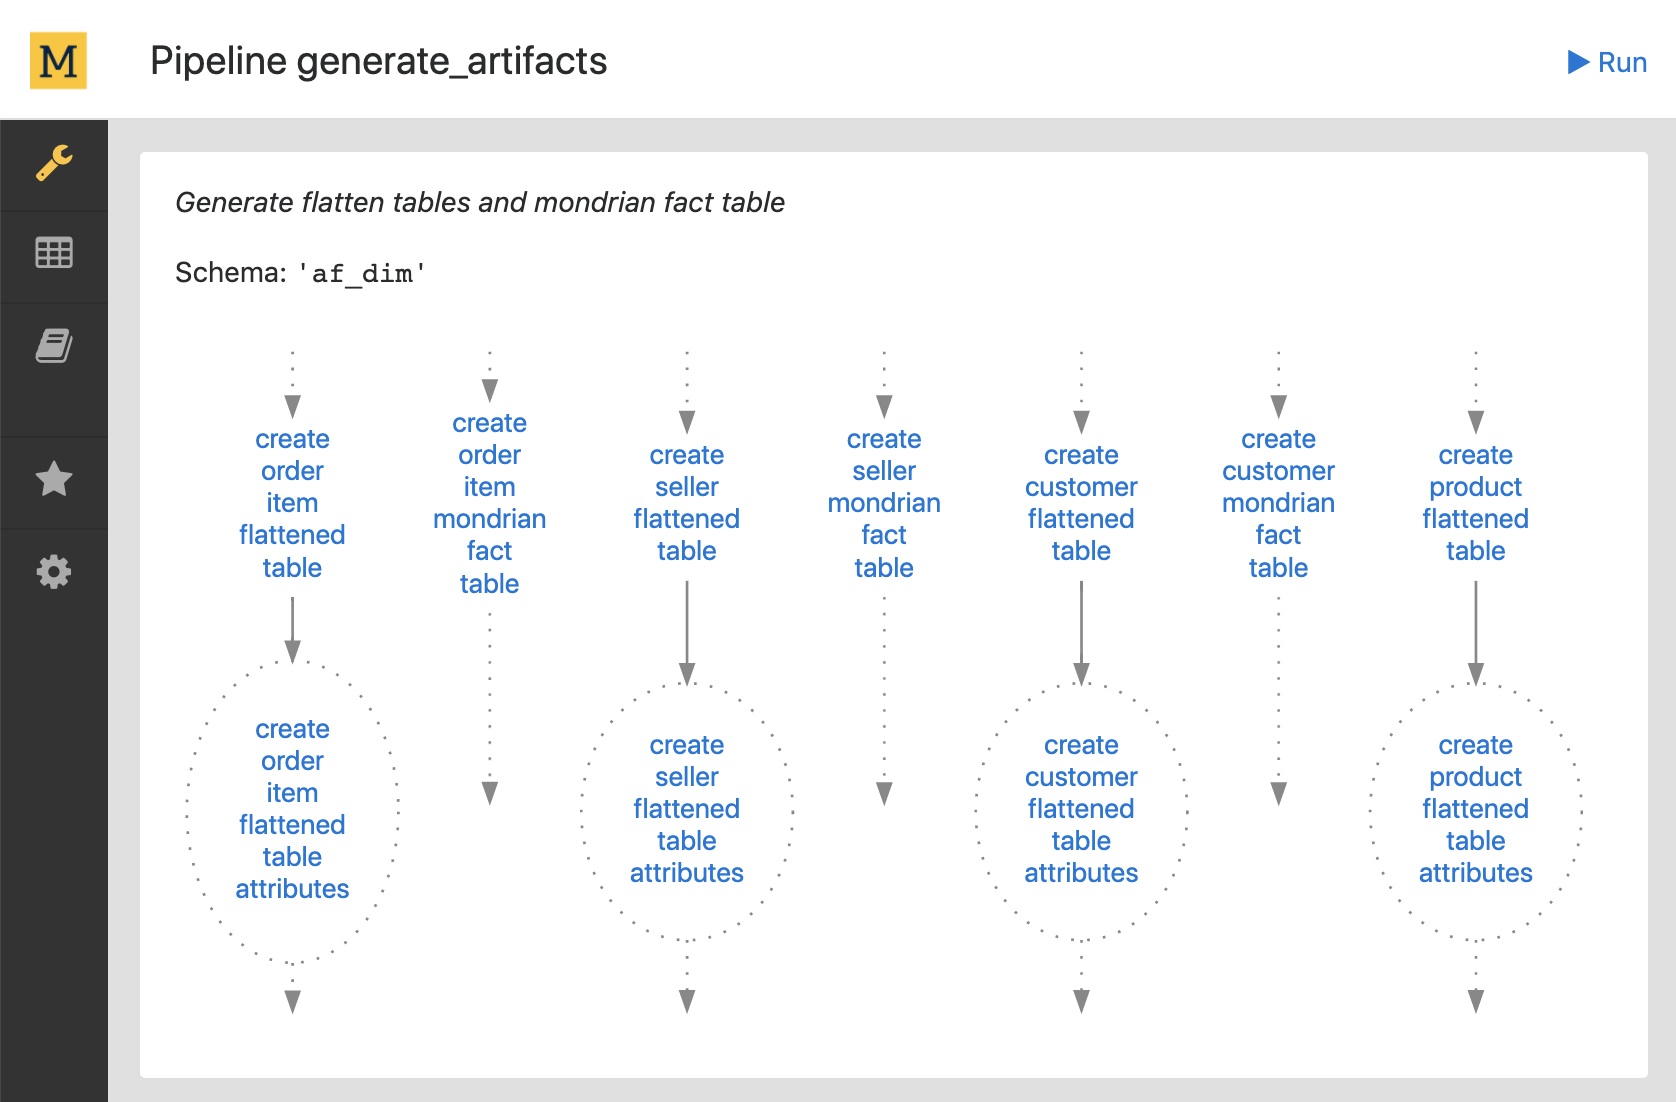 M
Pipeline generate_artifacts
Run
Generate flatten tables and mondrian fact table
Schema: 'af_dim'
create
order
item
flattened
table
create
order
item
mondrian
fact
table
create
seller
flattened
table
create
seller
mondrian
fact
table
create
customer
flattened
table
create
customer
mondrian
fact
table
create
product
flattened
table
create
order
item
flattened
table
attributes
create
seller
flattened
table
attributes
create
customer
flattened
table
attributes
create
product
flattened
table
attributes